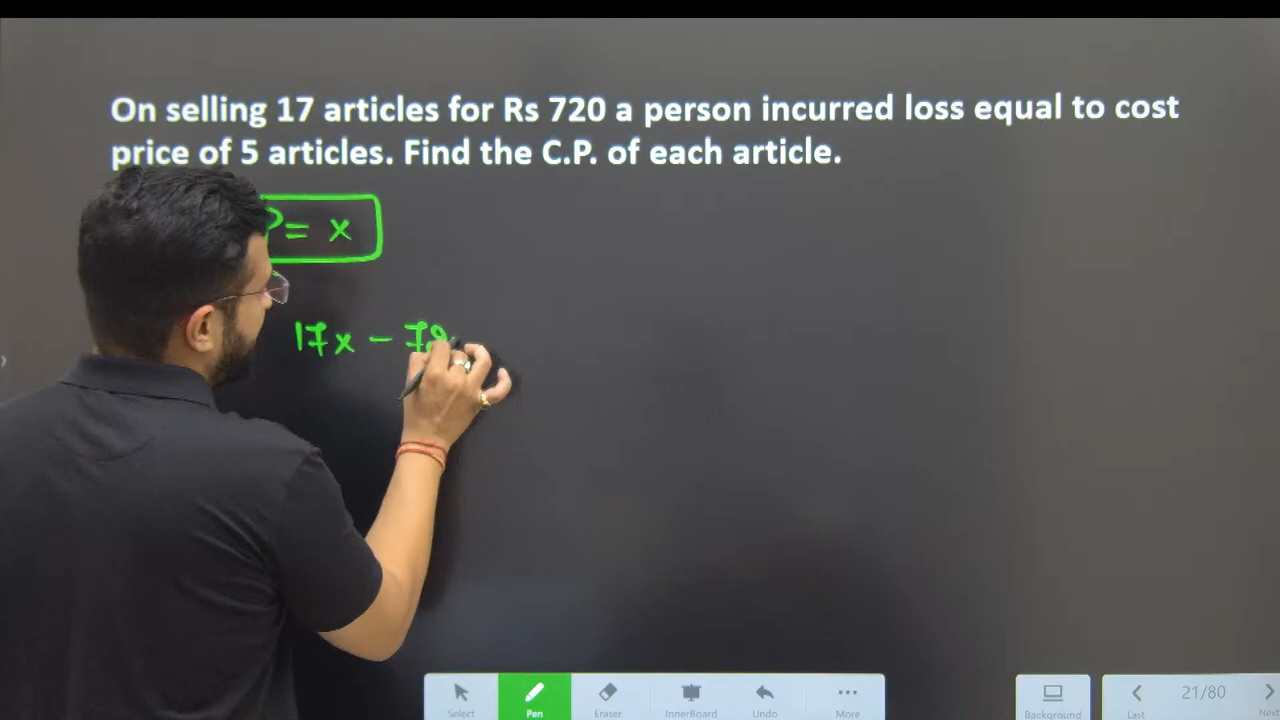 On selling 17 articles for Rs 720 a person incurred loss equal to cost
price of 5 articles. Find the C.P. of each article.
= x
17x -
Select Pen Eraser InnerBoard Undo More Background Last 21/80 Next